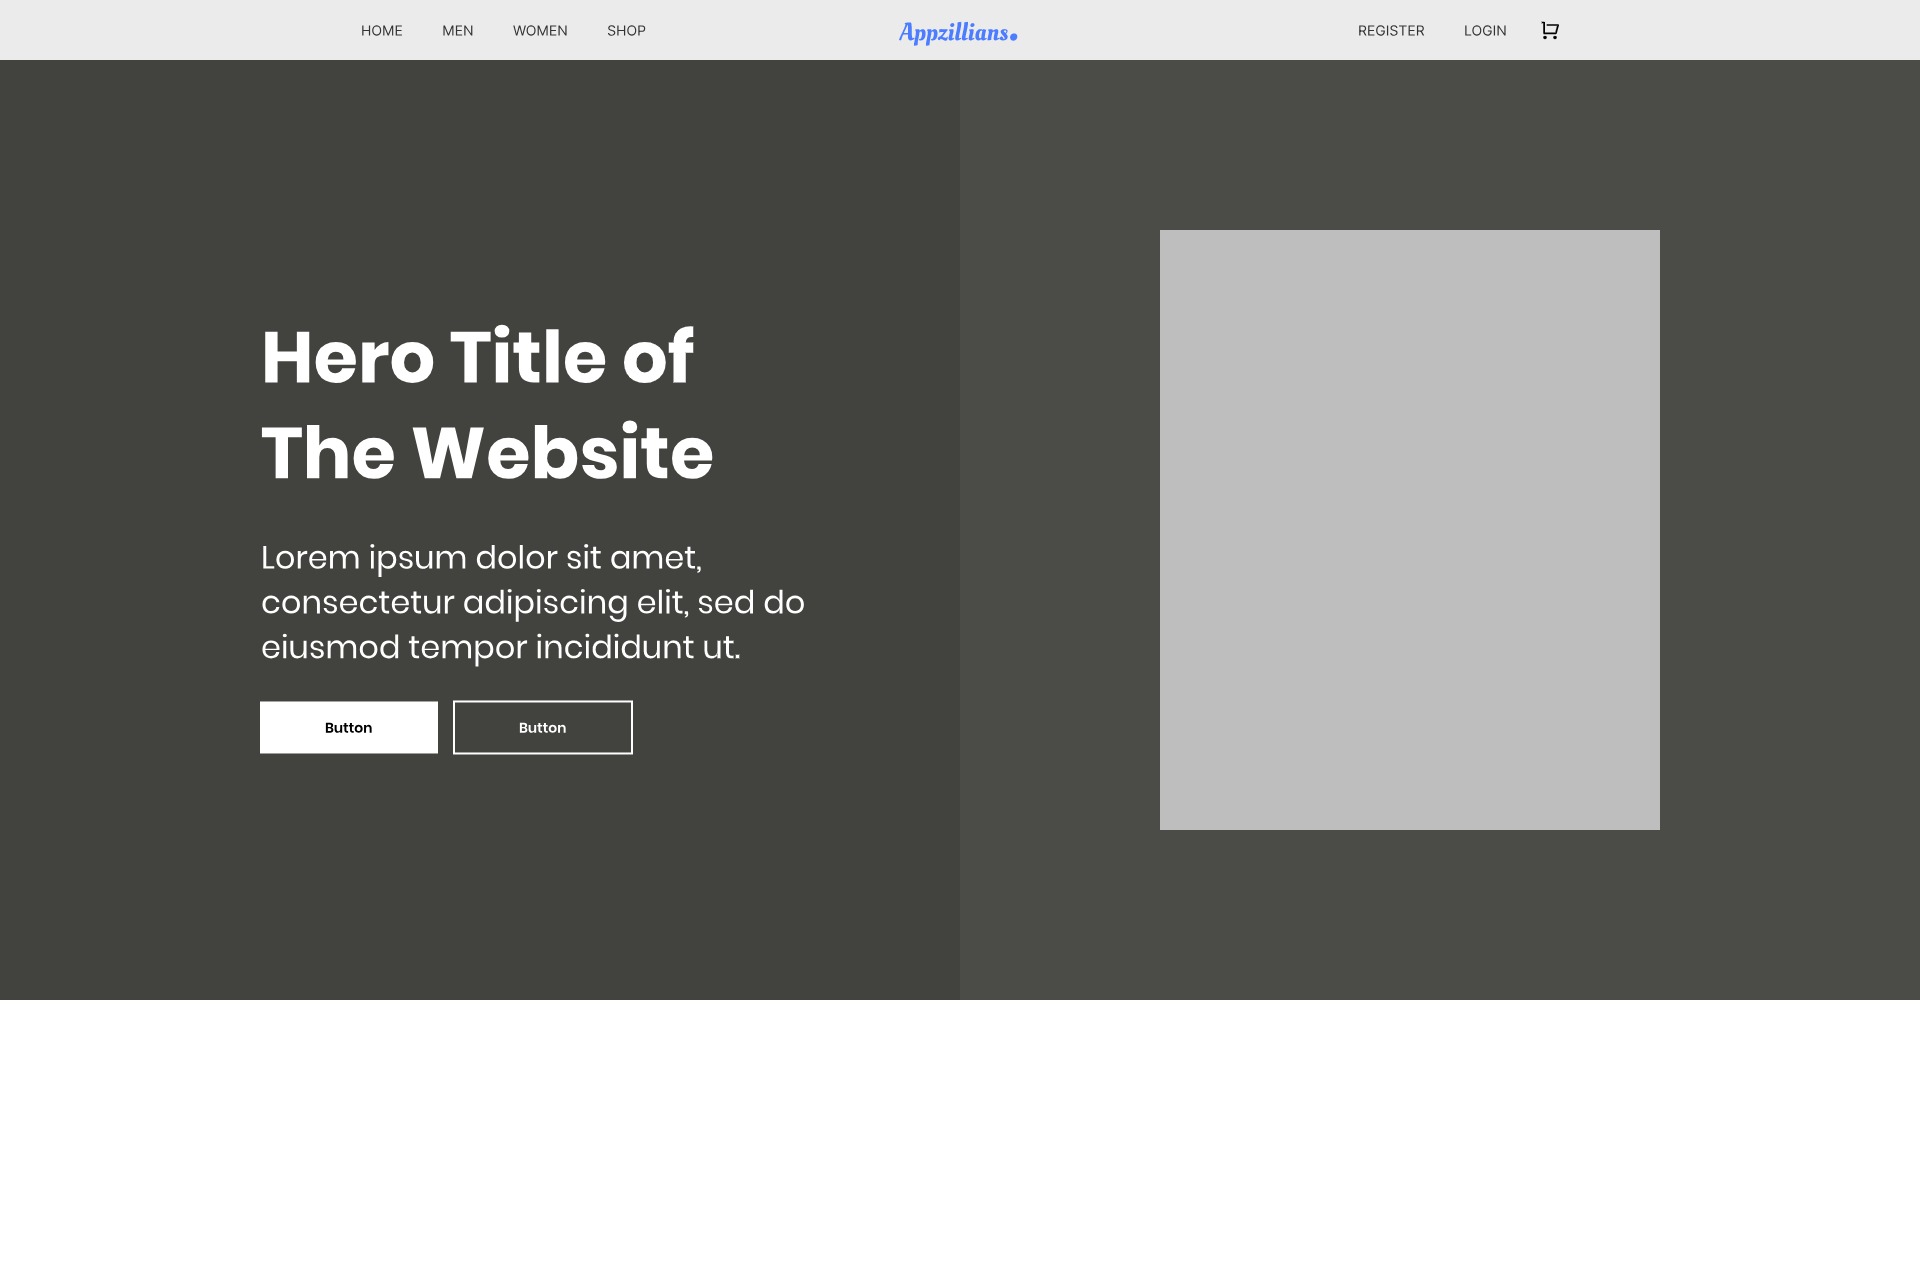 HOME MEN WOMEN SHOP Appzillians. REGISTER LOGIN
Hero Title of
The Website
Lorem ipsum dolor sit amet,
consectetur adipiscing elit, sed do
eiusmod tempor incididunt ut.
Button Button